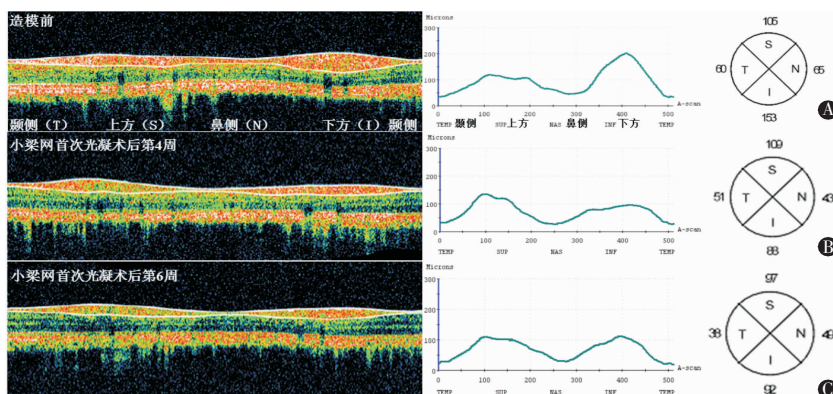 造模前
颞侧（T） 上方（S） 鼻侧（N） 下方（I） 颞侧
Microns
300
200
100
0
0 100 200 300 400 500
A-scan
TEMP SUP NAS INF TEMP
颞侧 上方 鼻侧 下方
105
S
60 T N 65
I
153
A
小梁网首次光凝术后第4周
Microns
300
200
100
0
0 100 200 300 400 500
A-scan
TEMP SUP NAS INF TEMP
109
S
51 T N 43
I
88
B
小梁网首次光凝术后第6周
Microns
300
200
100
0
0 100 200 300 400 500
A-scan
TEMP SUP NAS INF TEMP
97
S
38 T N 49
I
92
C